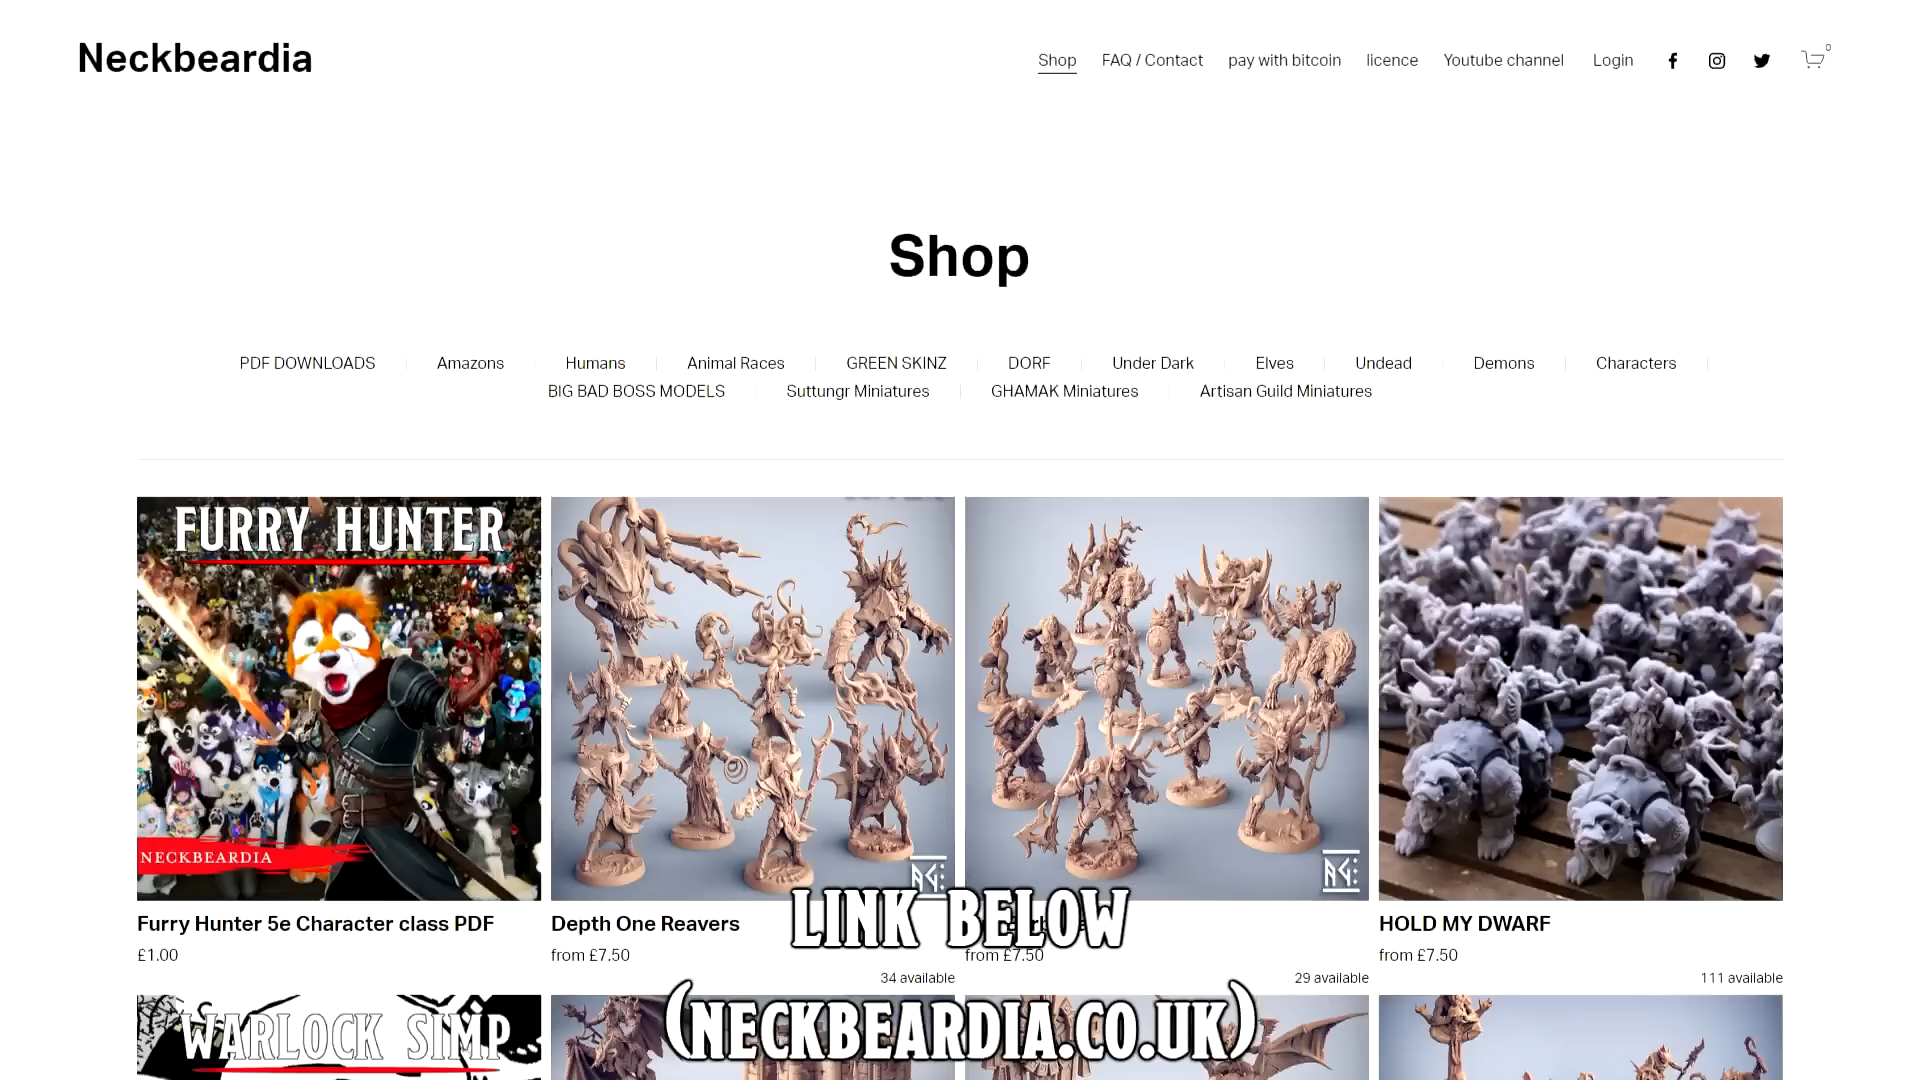 Neckbeardia
Shop
FAQ / Contact
pay with bitcoin
licence
Youtube channel
Login
0
Shop
PDF DOWNLOADS
Amazons
Humans
Animal Races
GREEN SKINZ
DORF
Under Dark
Elves
Undead
Demons
Characters
BIG BAD BOSS MODELS
Suttungr Miniatures
GHAMAK Miniatures
Artisan Guild Miniatures
FURRY HUNTER
NECKBEARDIA
Furry Hunter 5e Character class PDF
£1.00
Depth One Reavers
from £7.50
34 available
from £7.50
29 available
HOLD MY DWARF
from £7.50
111 available
LINK BELOW
WARLOCK SIMP
(NECKBEARDIA.CO.UK)